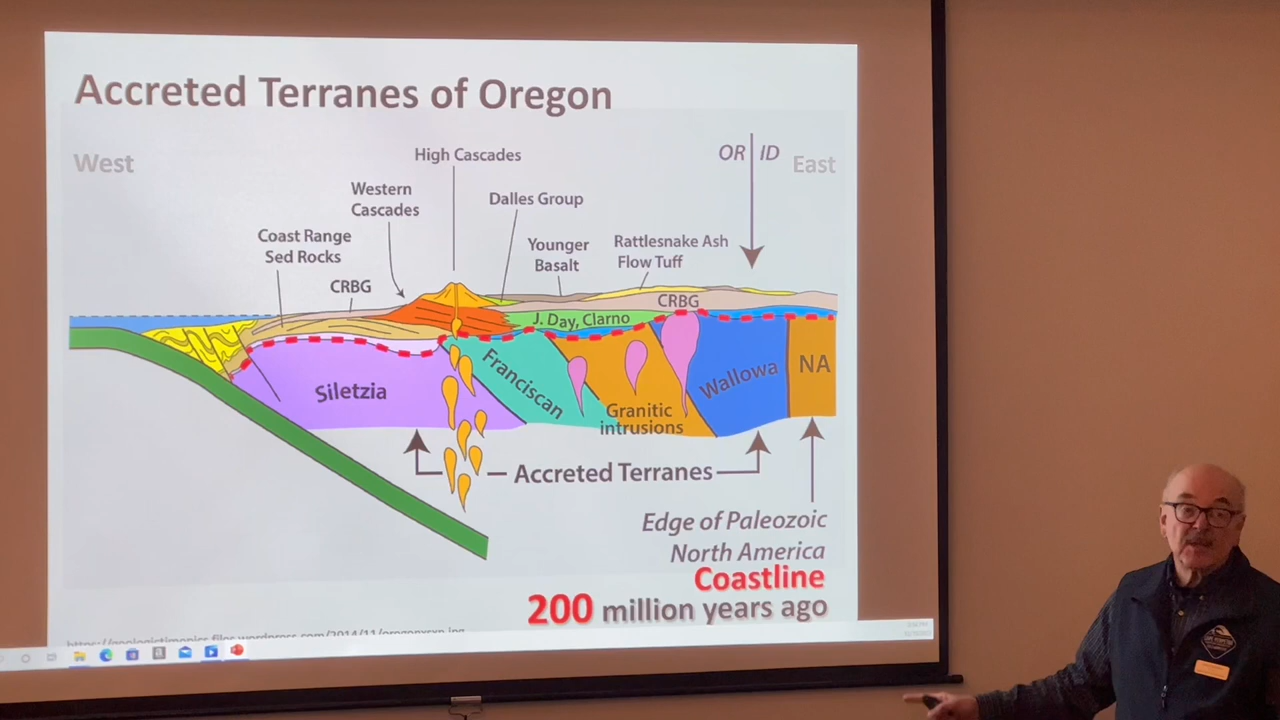 Accreted Terranes of Oregon
West
High Cascades
OR ID
East
Western
Cascades
Dalles Group
Coast Range
Sed Rocks
Younger
Basalt
Rattlesnake Ash
Flow Tuff
CRBG
CRBG
J. Day, Clarno
Siletzia
Franciscan
Granitic
intrusions
Wallowa
NA
Accreted Terranes
Edge of Paleozoic
North America
Coastline
200 million years ago